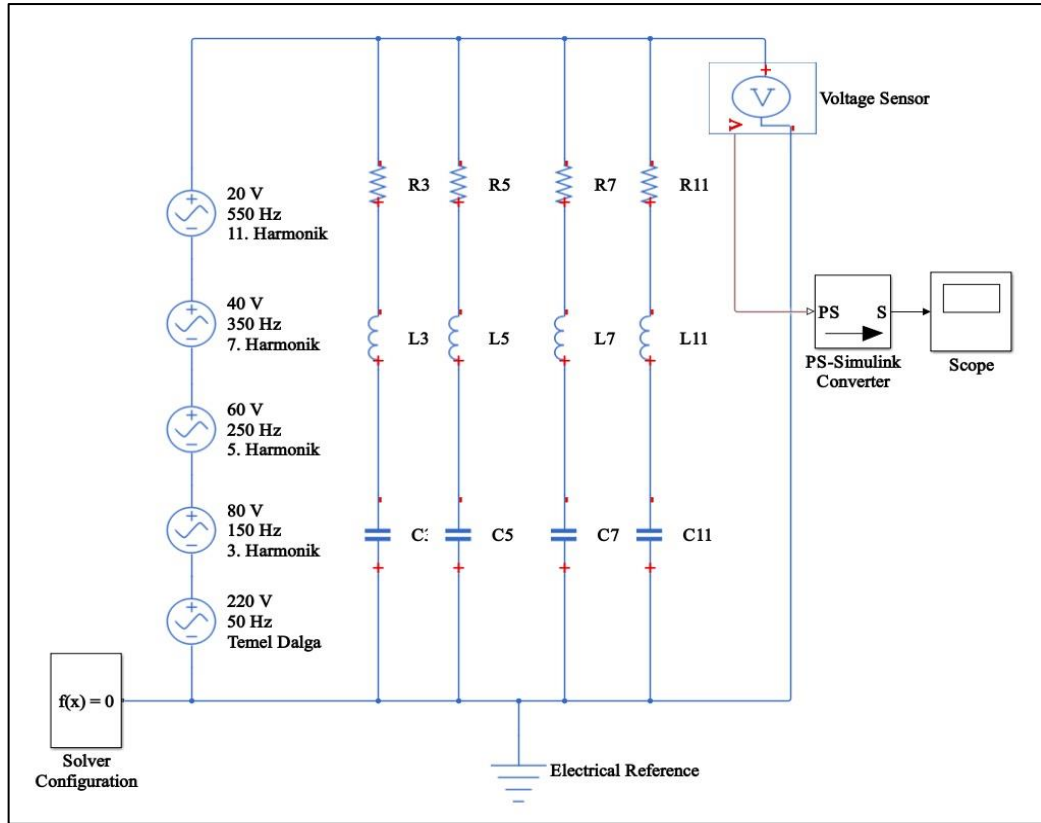 V
V
Voltage Sensor
R3
R5
R7
R11
20 V
550 Hz
11. Harmonik
40 V
350 Hz
7. Harmonik
L3
L5
L7
L11
PS
S
PS-Simulink
Converter
Scope
60 V
250 Hz
5. Harmonik
80 V
150 Hz
3. Harmonik
C5
C7
C11
220 V
50 Hz
Temel Dalga
f(x) = 0
Solver
Configuration
Electrical Reference